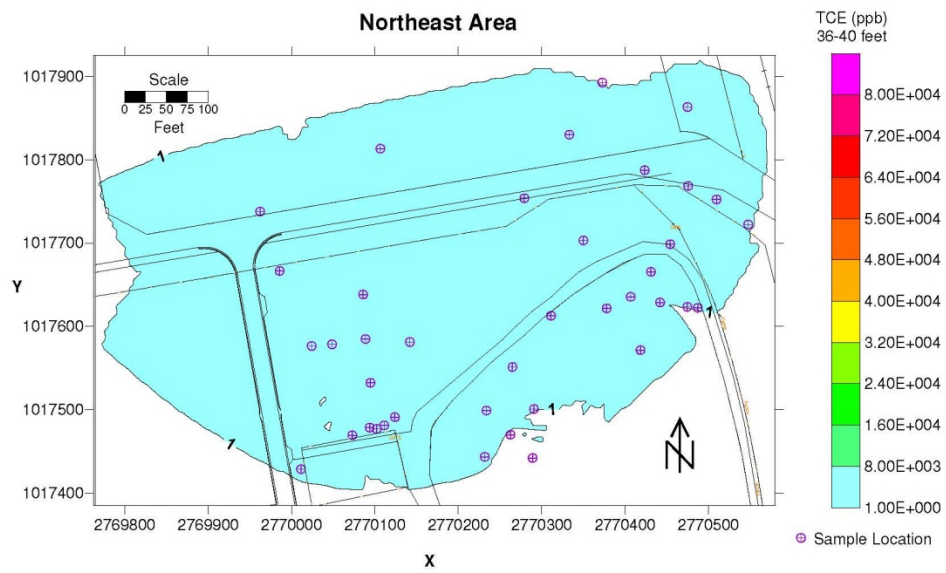 Northeast Area
TCE (ppb)
36-40 feet
1017900
1017800
1017700
1017600
1017500
1017400
Y
Scale
0 25 50 75 100
Feet
1
1
1
1
N
2769800 2769900 2770000 2770100 2770200 2770300 2770400 2770500
X
8.00E+004
7.20E+004
6.40E+004
5.60E+004
4.80E+004
4.00E+004
3.20E+004
2.40E+004
1.60E+004
8.00E+003
1.00E+000
Sample Location